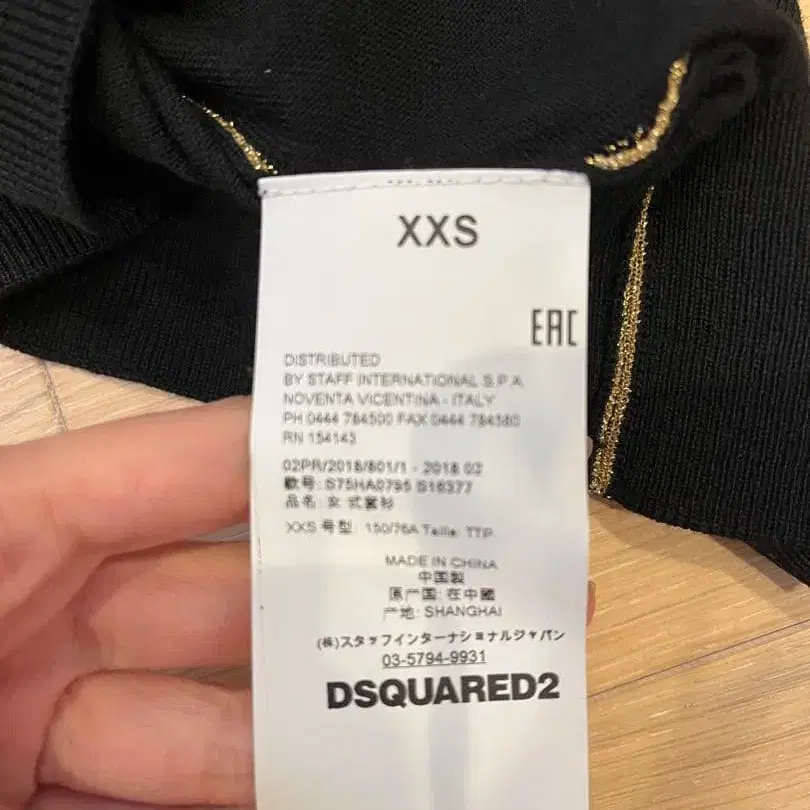 XXS
EAC
DISTRIBUTED
BY STAFF INTERNATIONAL S.P.A.
NOVENTA VICENTINA - ITALY
PH 0444 784500 FAX 0444 784580
RN 154143
02PR/2018/801/1 - 2018 02
款号: S75HA0795 S16377
品名: 女 式套衫
XXS 号型: 150/76A Taille: TTP
MADE IN CHINA
中国製
原产国: 在中國
产地: SHANGHAI
(株)スタッフインターナショナルジャパン
03-5794-9931
DSQUARED2